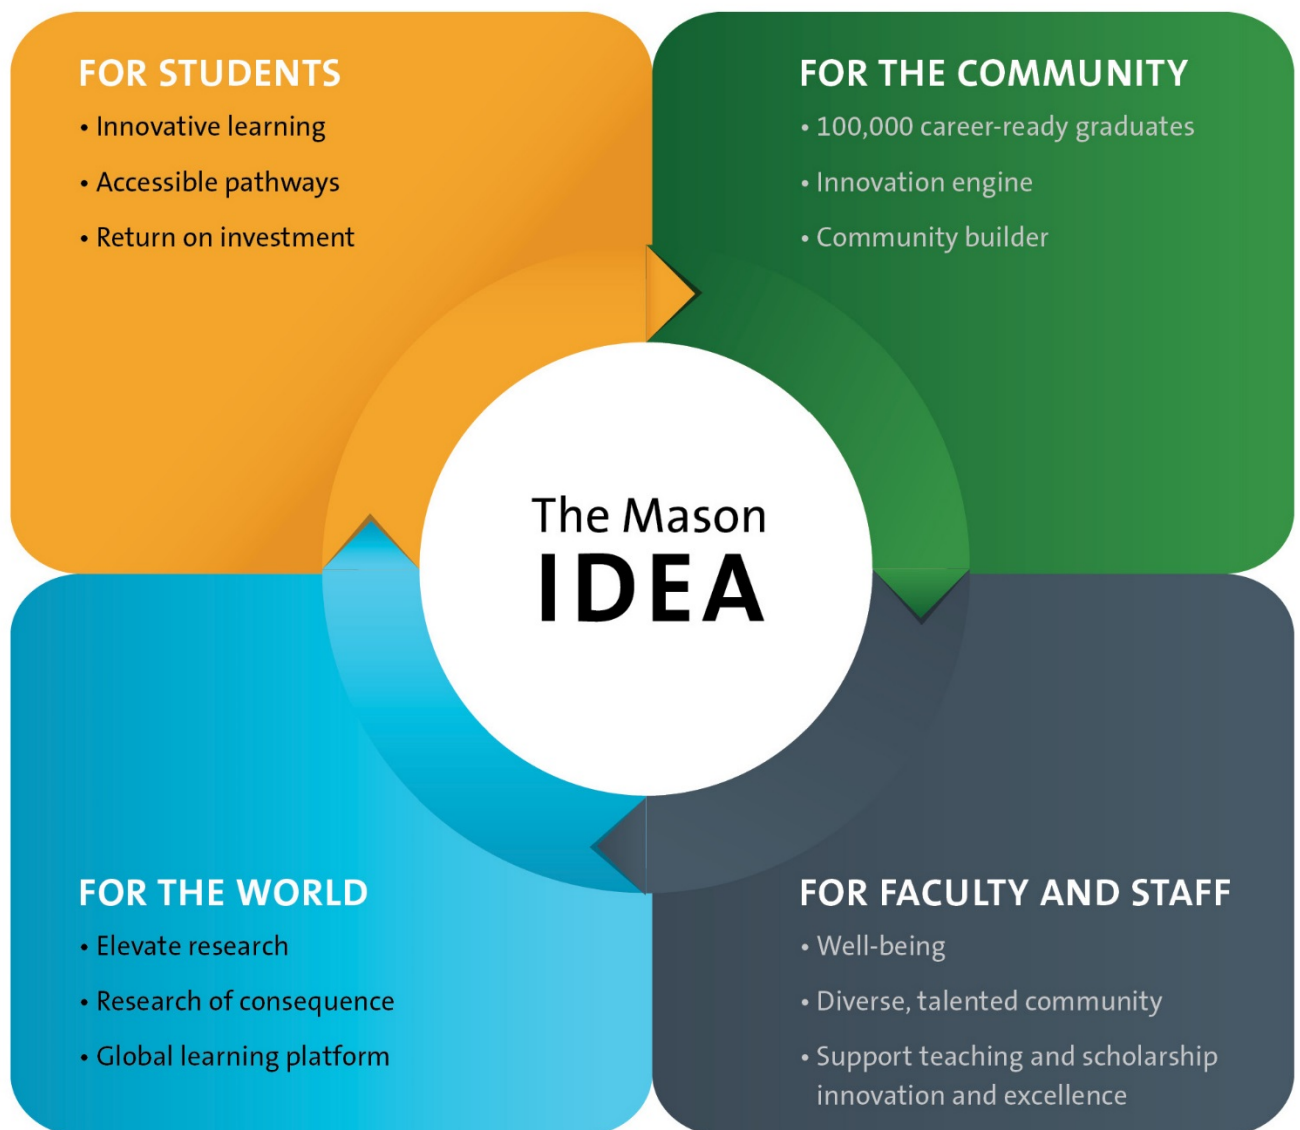 FOR STUDENTS
• Innovative learning
• Accessible pathways
• Return on investment
FOR THE COMMUNITY
• 100,000 career-ready graduates
• Innovation engine
• Community builder
The Mason
IDEA
FOR THE WORLD
• Elevate research
• Research of consequence
• Global learning platform
FOR FACULTY AND STAFF
• Well-being
• Diverse, talented community
• Support teaching and scholarship
innovation and excellence